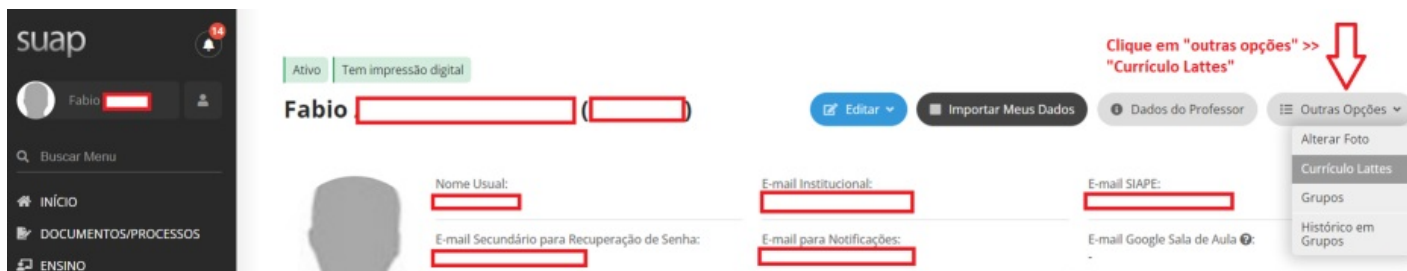 suap
14
Fabio
Buscar Menu
INÍCIO
DOCUMENTOS/PROCESSOS
ENSINO
Clique em "outras opções" >>
"Currículo Lattes"
Ativo
Tem impressão digital
Fabio
(
)
Editar
Importar Meus Dados
Dados do Professor
Outras Opções
Alterar Foto
Currículo Lattes
Grupos
Histórico em
Grupos
Nome Usual:
E-mail Institucional:
E-mail SIAPE:
E-mail Secundário para Recuperação de Senha:
E-mail para Notificações:
E-mail Google Sala de Aula ?:
-